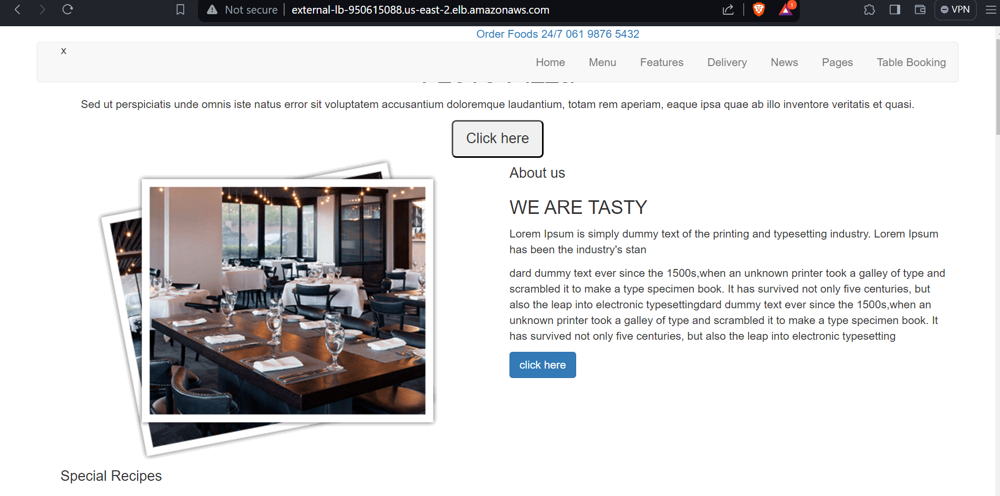 Not secure
external-lb-950615088.us-east-2.elb.amazonaws.com
1
VPN
Order Foods 24/7 061 9876 5432
x
Home
Menu
Features
Delivery
News
Pages
Table Booking
Sed ut perspiciatis unde omnis iste natus error sit voluptatem accusantium doloremque laudantium, totam rem aperiam, eaque ipsa quae ab illo inventore veritatis et quasi.
Click here
About us
WE ARE TASTY
Lorem Ipsum is simply dummy text of the printing and typesetting industry. Lorem Ipsum
has been the industry's stan
dard dummy text ever since the 1500s,when an unknown printer took a galley of type and
scrambled it to make a type specimen book. It has survived not only five centuries, but
also the leap into electronic typesettingdard dummy text ever since the 1500s,when an
unknown printer took a galley of type and scrambled it to make a type specimen book. It
has survived not only five centuries, but also the leap into electronic typesetting
click here
Special Recipes